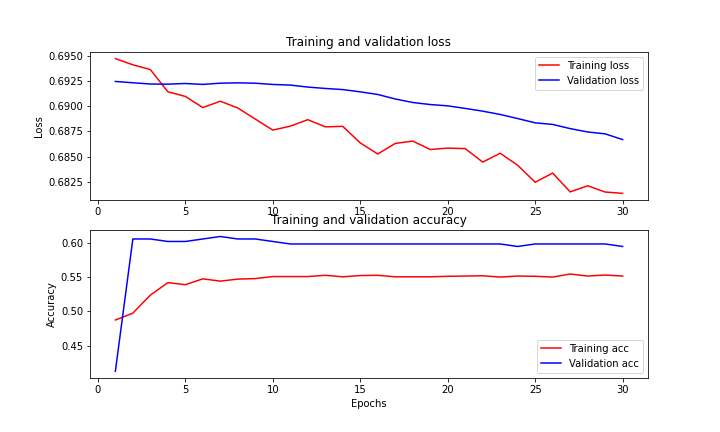 Training and validation loss
0.6950
0.6925
0.6900
0.6875
0.6850
0.6825
Loss
Training loss
Validation loss
0 5 10 15 20 25 30
Training and validation accuracy
0.60
0.55
0.50
0.45
Accuracy
Training acc
Validation acc
0 5 10 15 20 25 30
Epochs